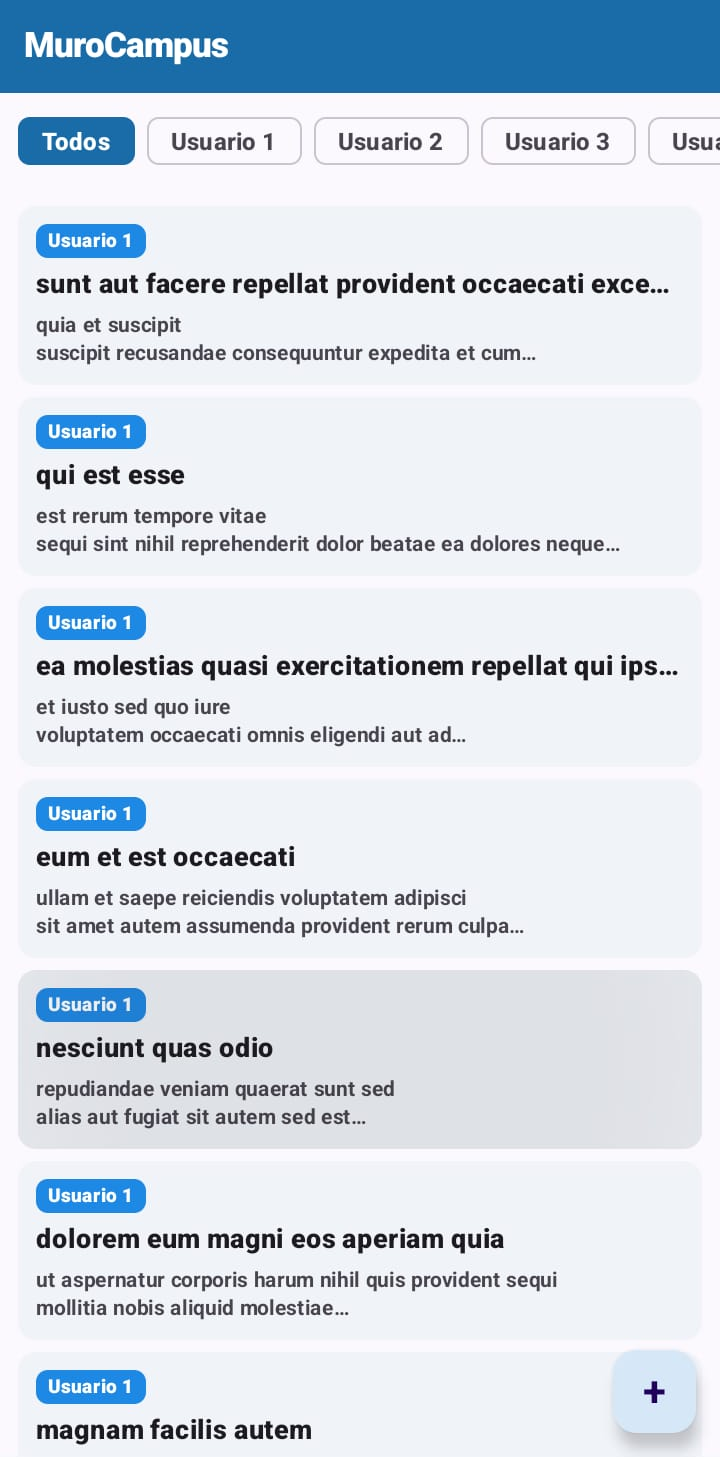 MuroCampus
Todos
Usuario 1
Usuario 2
Usuario 3
Usua
Usuario 1
sunt aut facere repellat provident occaecati exce…
quia et suscipit
suscipit recusandae consequuntur expedita et cum…
Usuario 1
qui est esse
est rerum tempore vitae
sequi sint nihil reprehenderit dolor beatae ea dolores neque…
Usuario 1
ea molestias quasi exercitationem repellat qui ips…
et iusto sed quo iure
voluptatem occaecati omnis eligendi aut ad…
Usuario 1
eum et est occaecati
ullam et saepe reiciendis voluptatem adipisci
sit amet autem assumenda provident rerum culpa…
Usuario 1
nesciunt quas odio
repudiandae veniam quaerat sunt sed
alias aut fugiat sit autem sed est…
Usuario 1
dolorem eum magni eos aperiam quia
ut aspernatur corporis harum nihil quis provident sequi
mollitia nobis aliquid molestiae…
Usuario 1
magnam facilis autem
+